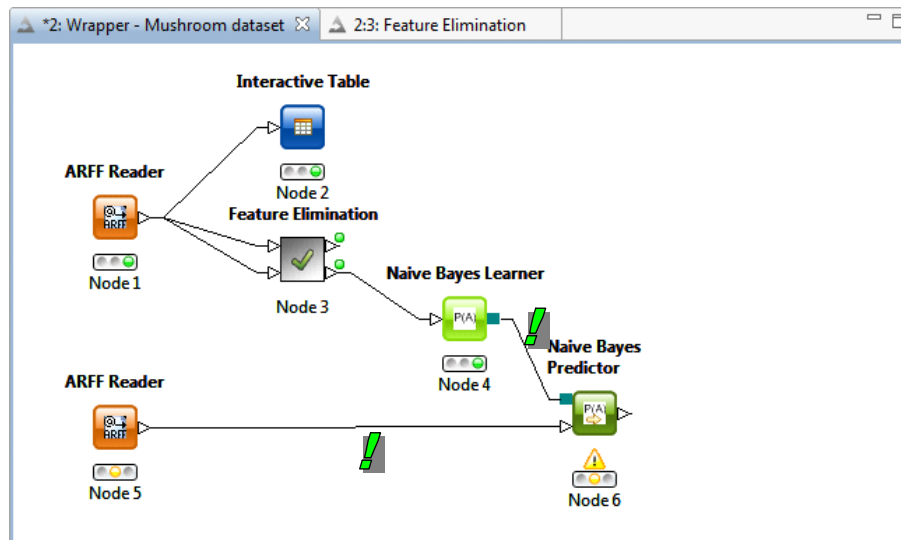 *2: Wrapper - Mushroom dataset
2:3: Feature Elimination
Interactive Table
Node 2
ARFF Reader
ARFF
Node 1
Feature Elimination
Node 3
Naive Bayes Learner
P(A)
Node 4
Naive Bayes
Predictor
P(A)
Node 6
ARFF Reader
ARFF
Node 5